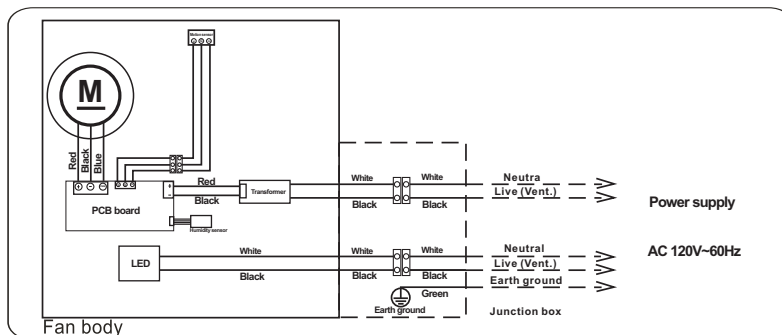 Motion sensor
M
Red
Black
Blue
+ − −
PCB board
+
−
Red
Black
Transformer
Humidity sensor
White
White
Neutra
Black
Black
Live (Vent.)
Power supply
AC 120V~60Hz
LED
White
White
White
Neutral
Black
Black
Black
Live (Vent.)
Earth ground
Green
Earth ground
Junction box
Fan body